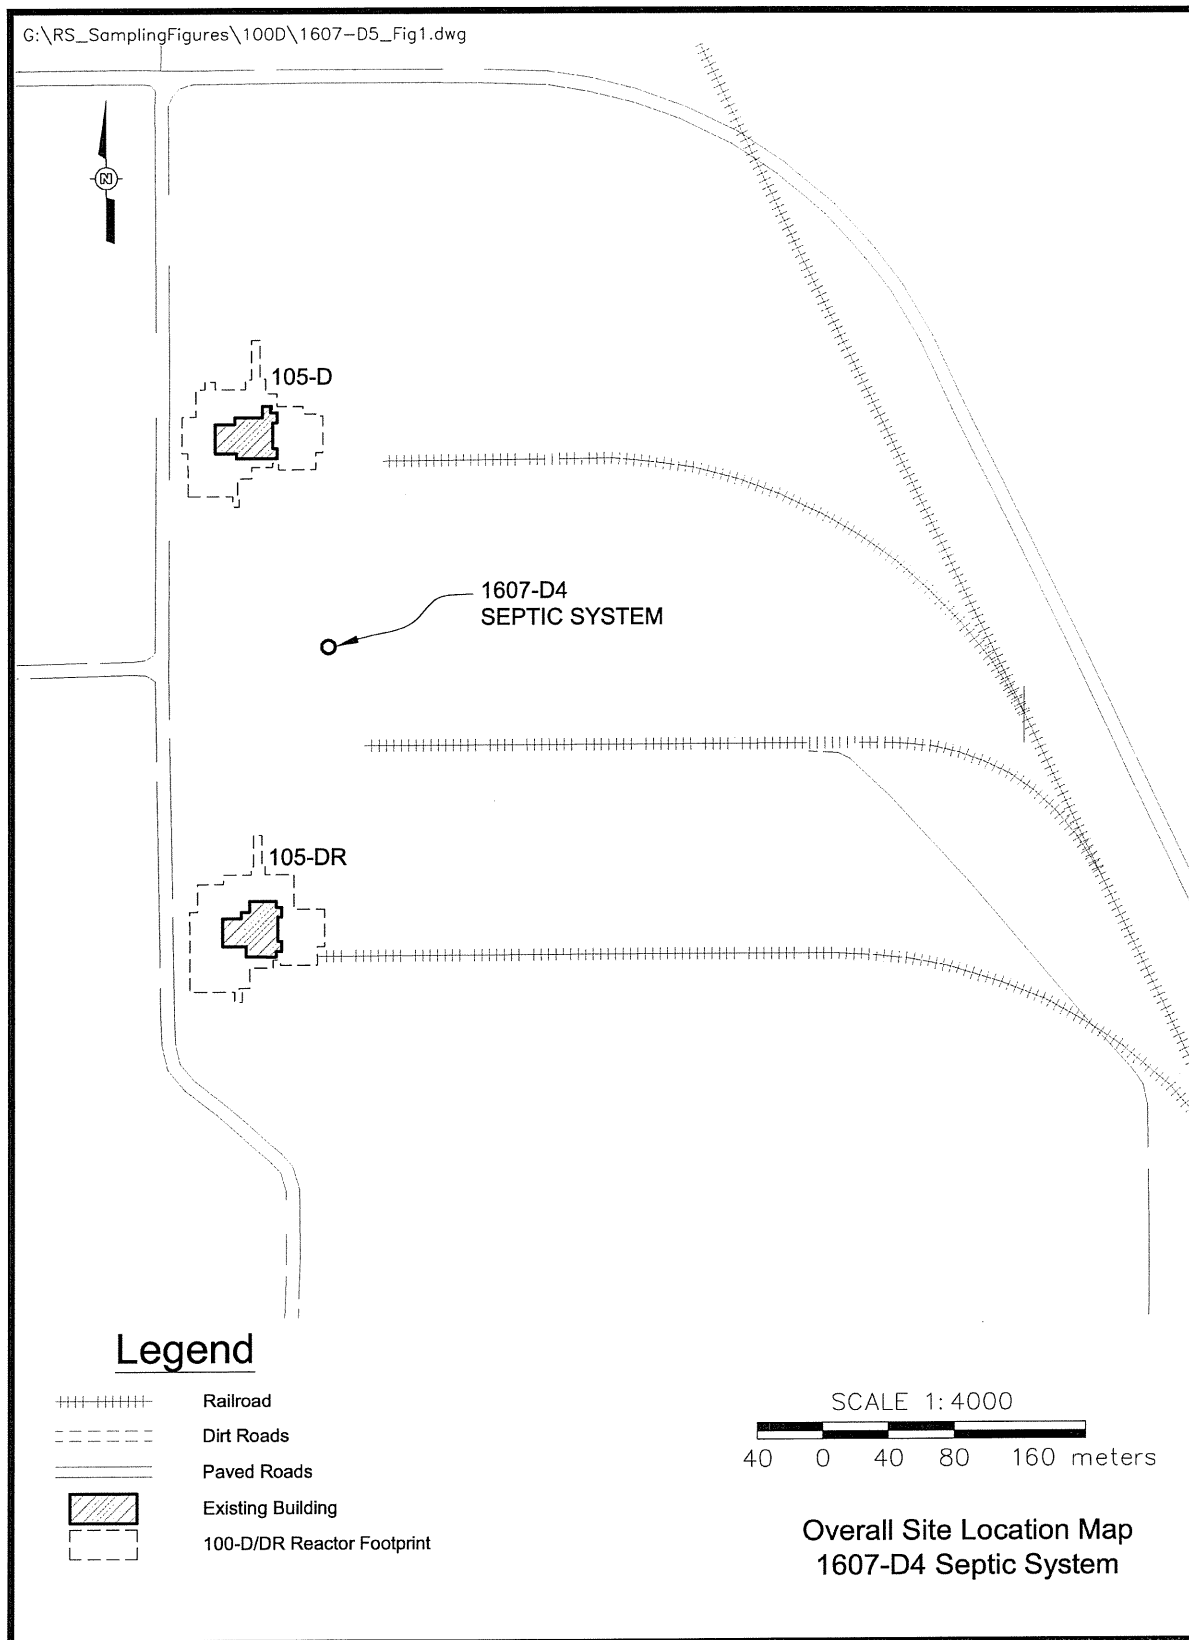 G:\RS_SamplingFigures\100D\1607-D5_Fig1.dwg
N
105-D
1607-D4
SEPTIC SYSTEM
105-DR
Legend
Railroad
Dirt Roads
Paved Roads
Existing Building
100-D/DR Reactor Footprint
SCALE 1:4000
40 0 40 80 160 meters
Overall Site Location Map
1607-D4 Septic System